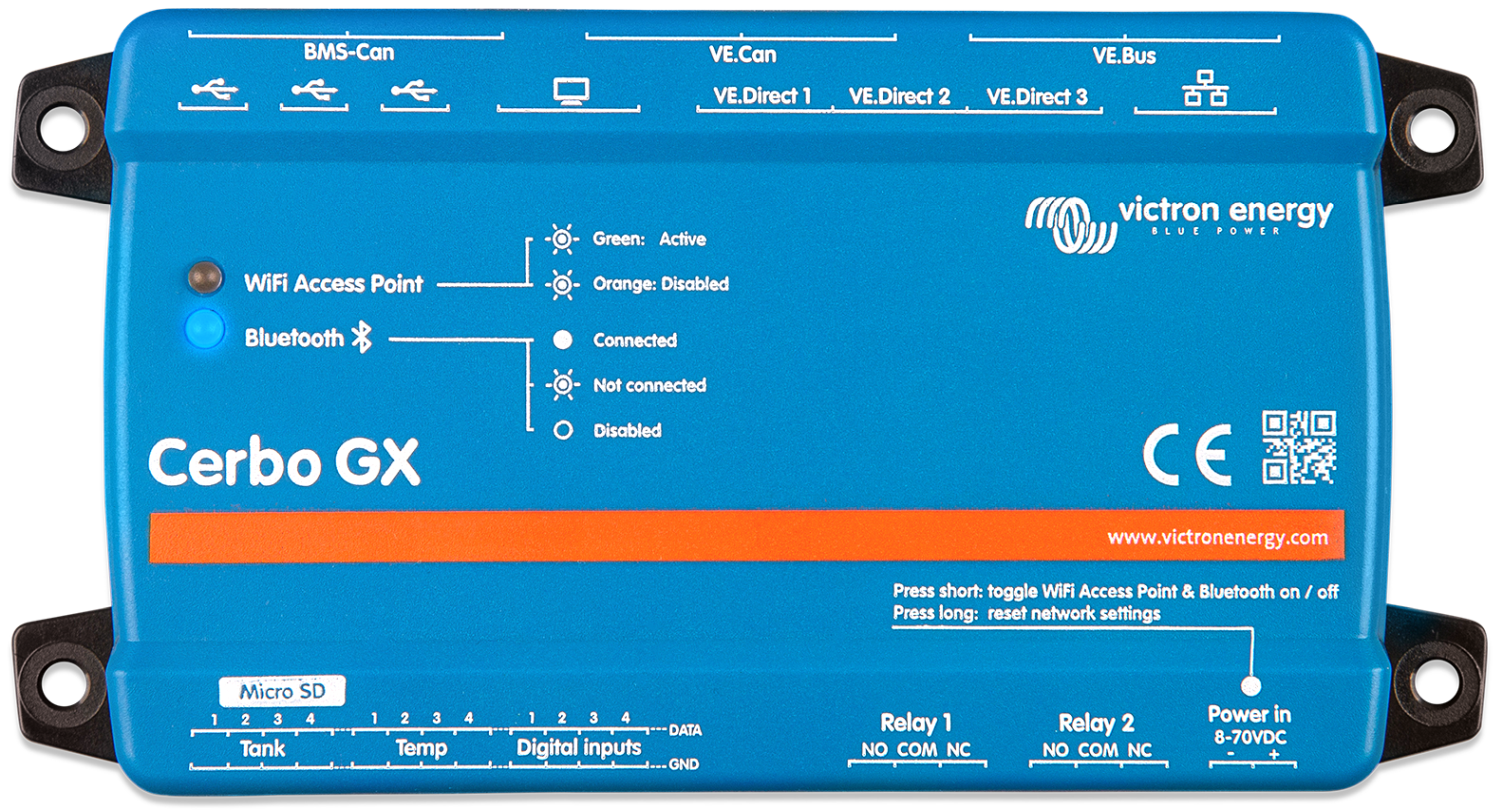 BMS-Can VE.Can VE.Bus
VE.Direct 1 VE.Direct 2 VE.Direct 3
victron energy
BLUE POWER
Green: Active
WiFi Access Point
Orange: Disabled
Bluetooth
Connected
Not connected
Disabled
Cerbo GX
CE
www.victronenergy.com
Press short: toggle WiFi Access Point & Bluetooth on / off
Press long: reset network settings
Micro SD
1 2 3 4 1 2 3 4 1 2 3 4 DATA
Tank Temp Digital inputs
GND
Relay 1
NO COM NC
Relay 2
NO COM NC
Power in
8-70VDC
- +